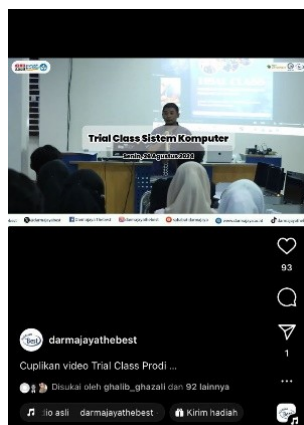 Trial Class Sistem Komputer
Senin, 26 Agustus 2024
darmajayathebest
93
1
darmajayathebest
Cuplikan video Trial Class Prodi ...
Disukai oleh ghalib_ghazali dan 92 lainnya
io asli darmajayathebest
Kirim hadiah